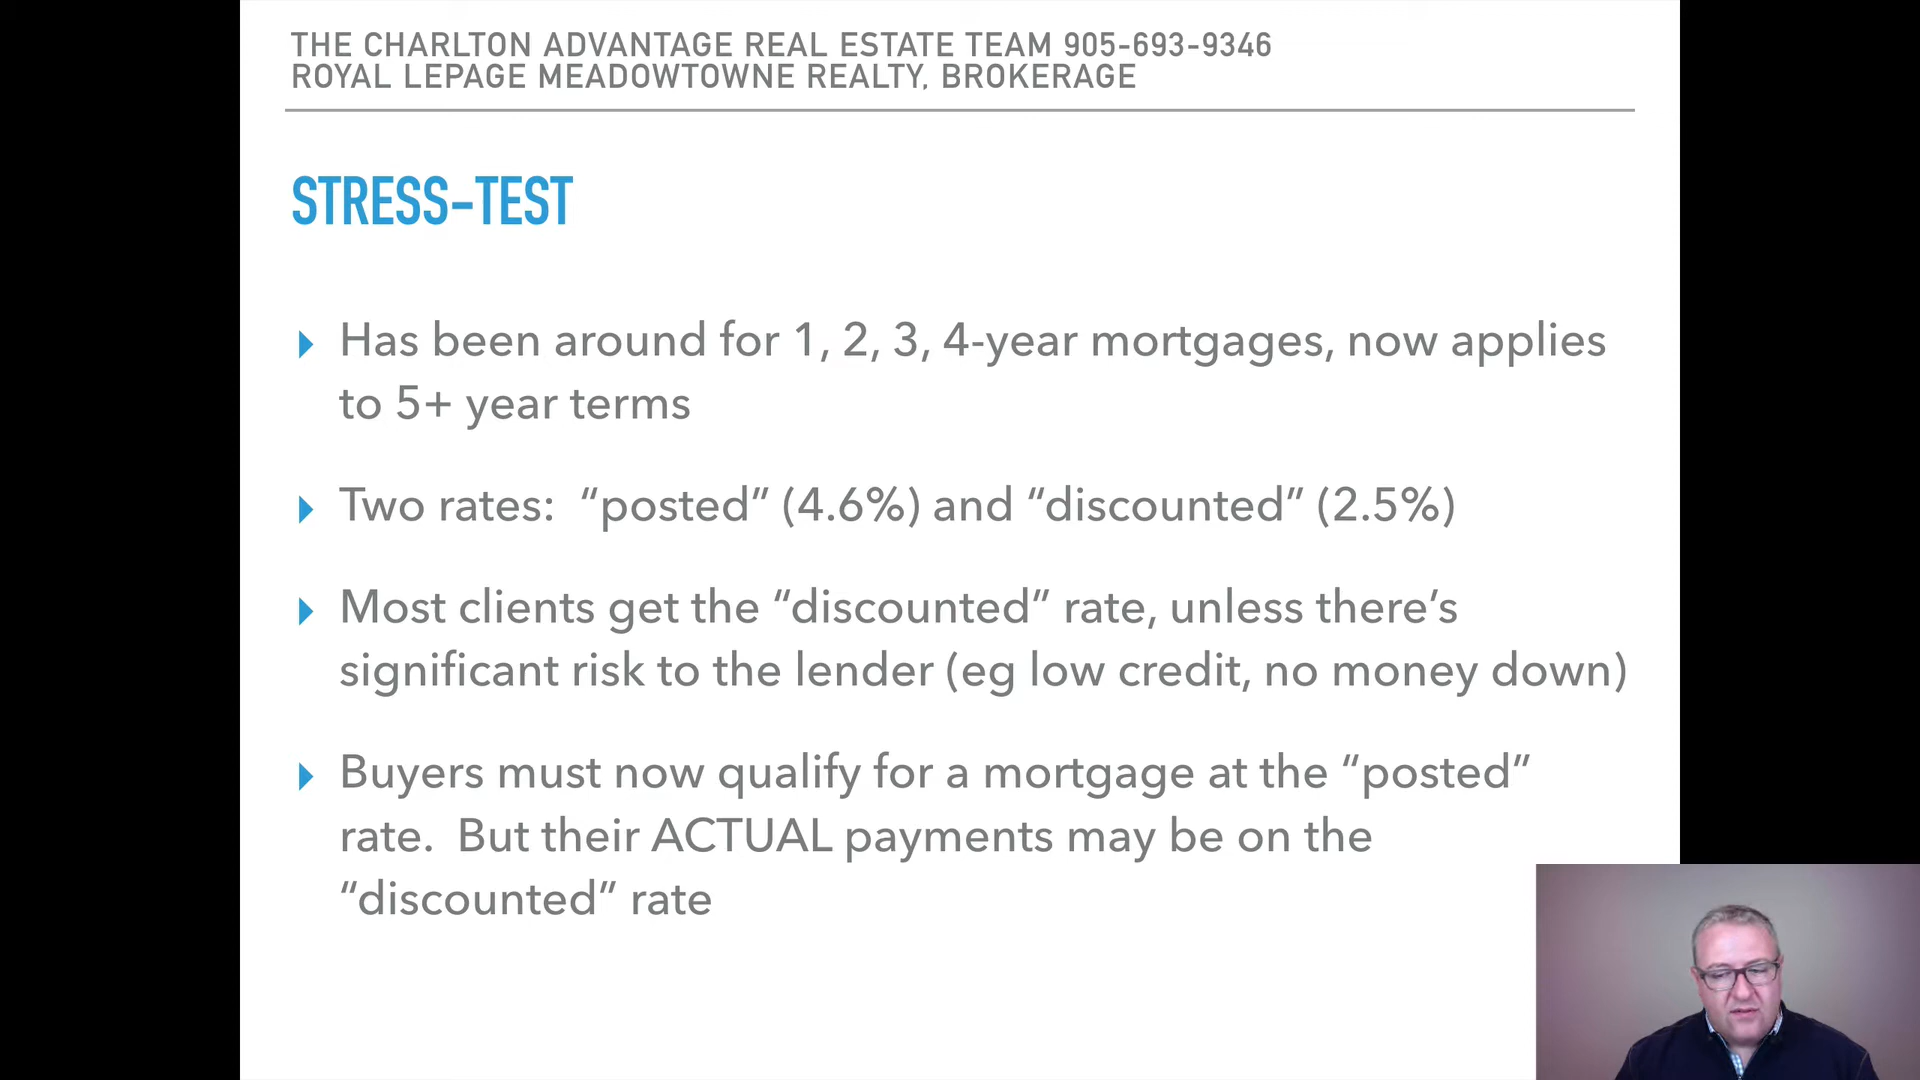 THE CHARLTON ADVANTAGE REAL ESTATE TEAM 905-693-9346
ROYAL LEPAGE MEADOWTOWNE REALTY, BROKERAGE
STRESS-TEST
Has been around for 1, 2, 3, 4-year mortgages, now applies
to 5+ year terms
Two rates:  “posted” (4.6%) and “discounted” (2.5%)
Most clients get the “discounted” rate, unless there’s
significant risk to the lender (eg low credit, no money down)
Buyers must now qualify for a mortgage at the “posted”
rate.  But their ACTUAL payments may be on the
“discounted” rate